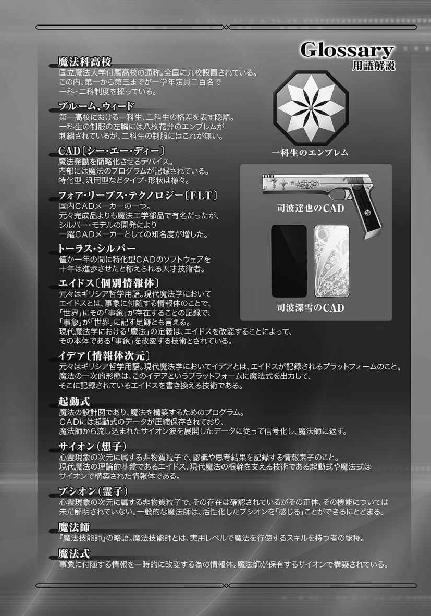 Glossary
用語解説
魔法科高校
国立魔法大学付属高校の通称。全国に九校設置されている。
この内、第一から第三までが一学年定員二百名で
一科・二科制度を採っている。
ブルーム、ウィード
第一高校における一科生、二科生の格差を表す隠語。
一科生の制服の左胸には八枚花弁のエンブレムが
刺繍されているが、二科生の制服にはこれが無い。
CAD[シー・エー・ディー]
魔法発動を簡略化させるデバイス。
内部には魔法のプログラムが記録されている。
特化型、汎用型などタイプ・形状は様々。
フォア・リーブス・テクノロジー[FLT]
国内CADメーカーの一つ。
元々完成品よりも魔法工学部品で有名だったが、
シルバー・モデルの開発により
一躍CADメーカーとしての知名度が増した。
トーラス・シルバー
僅か一年の間に特化型CADのソフトウェアを
十年は進歩させたと称えられる天才技術者。
エイドス[個別情報体]
元々はギリシア哲学用語。現代魔法学において
エイドスとは、事象に付随する情報体のことで、
「世界」にその「事象」が存在することの記録で、
「事象」が「世界」に記す足跡とも言える。
現代魔法学における「魔法」の定義は、エイドスを改変することによって、
その本体である「事象」を改変する技術とされている。
イデア[情報体次元]
元々はギリシア哲学用語。現代魔法学においてイデアとは、エイドスが記録されるプラットフォームのこと。
魔法の一次的形態は、このイデアというプラットフォームに魔法式を出力して、
そこに記録されているエイドスを書き換える技術である。
起動式
魔法の設計図であり、魔法を構築するためのプログラム。
CADには起動式のデータが圧縮保存されており、
魔法師から流し込まれたサイオン波を展開したデータに従って信号化し、魔法師に返す。
サイオン(想子)
心霊現象の次元に属する非物質粒子で、認識や思考結果を記録する情報素子のこと。
現代魔法の理論的基盤であるエイドス、現代魔法の根幹を支える技術である起動式や魔法式は
サイオンで構築された情報体である。
プシオン(霊子)
心霊現象の次元に属する非物質粒子で、その存在は確認されているがその正体、その機能については
未だ解明されていない。一般的な魔法師は、活性化したプシオンを「感じる」ことができるにとどまる。
魔法師
『魔法技能師』の略語。魔法技能師とは、実用レベルで魔法を行使するスキルを持つ者の総称。
魔法式
事象に付随する情報を一時的に改変する為の情報体。魔法師が保有するサイオンで構築されている。
一科生のエンブレム
司波達也のCAD
司波深雪のCAD